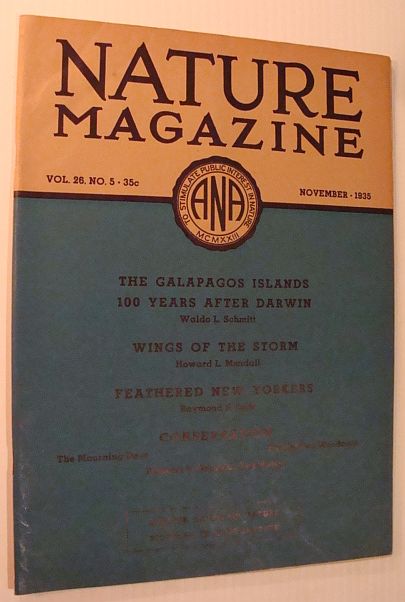 NATURE
MAGAZINE
VOL. 26, NO. 5 · 35c
NOVEMBER · 1935
TO STIMULATE PUBLIC INTEREST IN NATURE
ANA
MCMXXIII
THE GALAPAGOS ISLANDS
100 YEARS AFTER DARWIN
Waldo L. Schmitt
WINGS OF THE STORM
Howard L. Mendall
FEATHERED NEW YORKERS
Raymond
CONSERVATION
The Mourning Dove